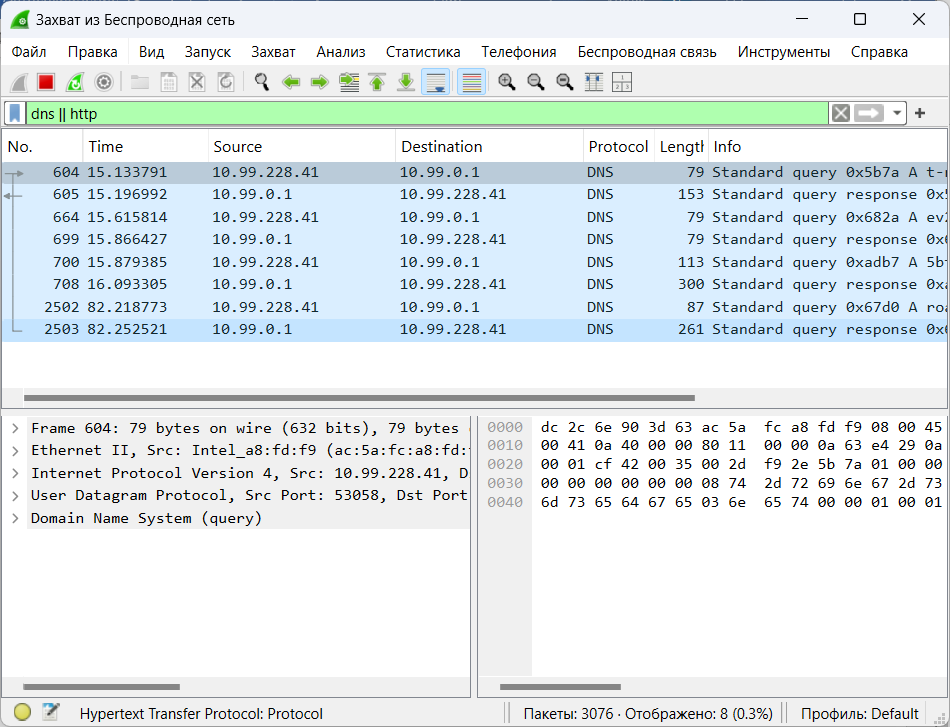 Захват из Беспроводная сеть
Файл Правка Вид Запуск Захват Анализ Статистика Телефония Беспроводная связь Инструменты Справка
dns || http
No. Time Source Destination Protocol Length Info
604 15.133791 10.99.228.41 10.99.0.1 DNS 79 Standard query 0x5b7a A t-
605 15.196992 10.99.0.1 10.99.228.41 DNS 153 Standard query response
664 15.615814 10.99.228.41 10.99.0.1 DNS 79 Standard query 0x682a A
699 15.866427 10.99.0.1 10.99.228.41 DNS 79 Standard query response
700 15.879385 10.99.228.41 10.99.0.1 DNS 113 Standard query 0xadb7 A
708 16.093305 10.99.0.1 10.99.228.41 DNS 300 Standard query response
2502 82.218773 10.99.228.41 10.99.0.1 DNS 87 Standard query 0x67d0 A roa
2503 82.252521 10.99.0.1 10.99.228.41 DNS 261 Standard query response
Frame 604: 79 bytes on wire (632 bits), 79 bytes
Ethernet II, Src: Intel_a8:fd:f9 (ac:5a:fc:a8:fd:
Internet Protocol Version 4, Src: 10.99.228.41, D
User Datagram Protocol, Src Port: 53058, Dst Port
Domain Name System (query)
0000 dc 2c 6e 90 3d 63 ac 5a fc a8 fd f9 08 00 45
0010 00 41 0a 40 00 00 80 11 00 00 0a 63 e4 29 0a
0020 00 01 cf 42 00 35 00 2d f9 2e 5b 7a 01 00 00
0030 00 00 00 00 00 00 08 74 2d 72 69 6e 67 2d 73
0040 6d 73 65 64 67 65 03 6e 65 74 00 00 01 00 01
Hypertext Transfer Protocol: Protocol
Пакеты: 3076 · Отображено: 8 (0.3%)
Профиль: Default